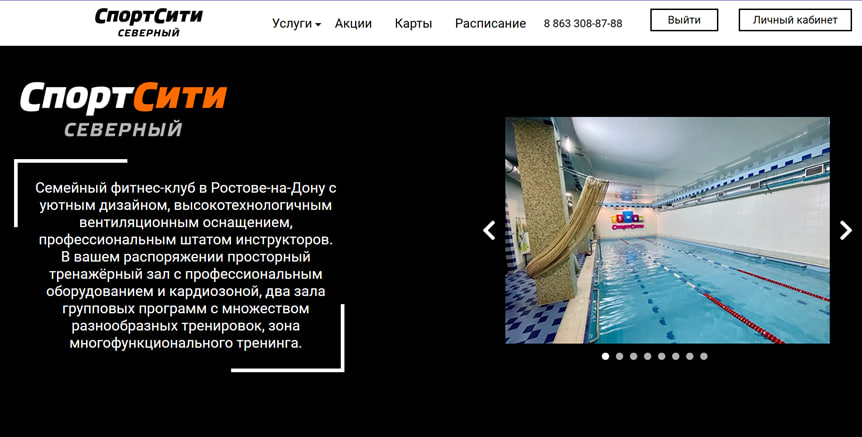 СпортСити
СЕВЕРНЫЙ
Услуги
Акции
Карты
Расписание
8 863 308-87-88
Выйти
Личный кабинет
СпортСити
СЕВЕРНЫЙ
Семейный фитнес-клуб в Ростове-на-Дону с
уютным дизайном, высокотехнологичным
вентиляционным оснащением,
профессиональным штатом инструкторов.
В вашем распоряжении просторный
тренажёрный зал с профессиональным
оборудованием и кардиозоной, два зала
групповых программ с множеством
разнообразных тренировок, зона
многофункционального тренинга.
СпортСити